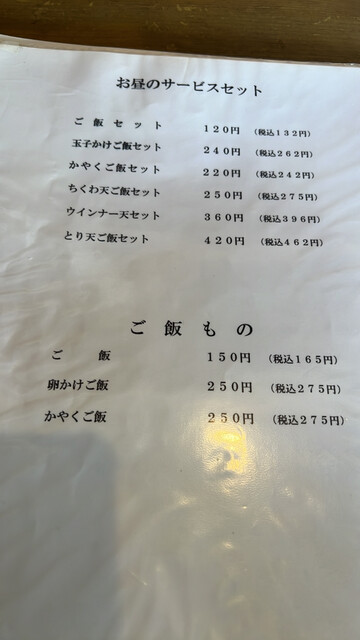 お昼のサービスセット
ご飯セット 120円 (税込132円)
玉子かけご飯セット 240円 (税込262円)
かやくご飯セット 220円 (税込242円)
ちくわ天ご飯セット 250円 (税込275円)
ウインナー天セット 360円 (税込396円)
とり天ご飯セット 420円 (税込462円)
ご飯もの
ご飯 150円 (税込165円)
卵かけご飯 250円 (税込275円)
かやくご飯 250円 (税込275円)